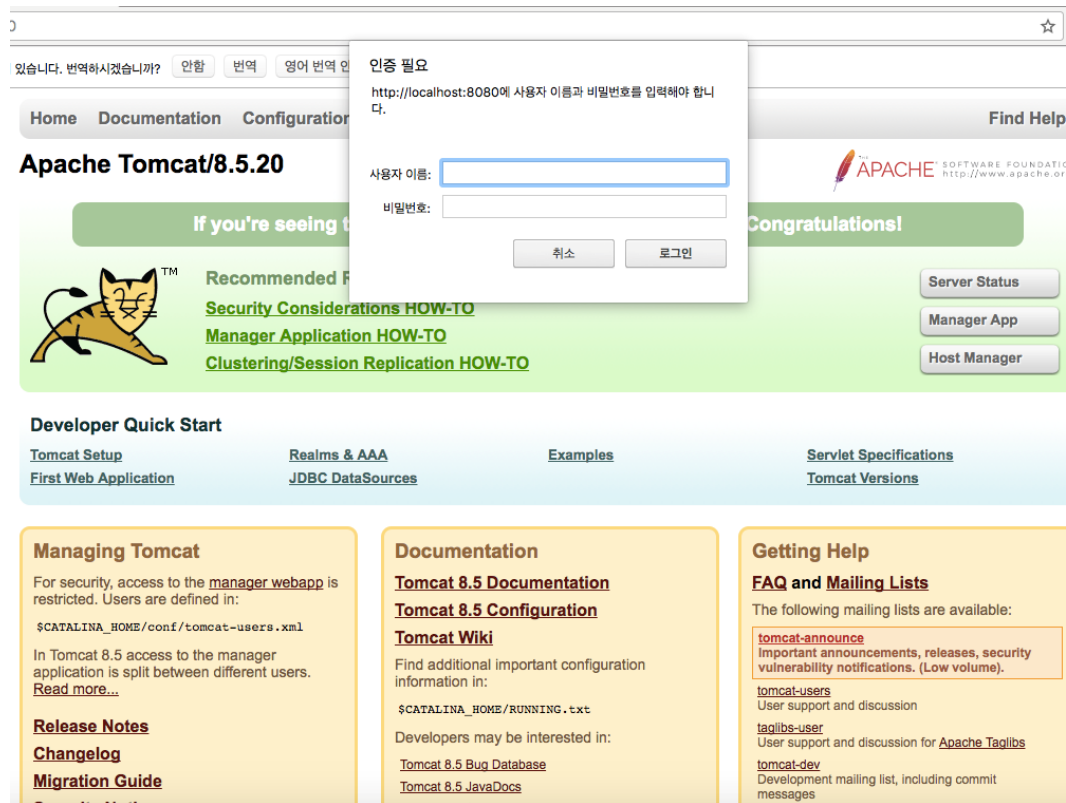 있습니다. 번역하시겠습니까? 안함 번역 영어 번역
인증 필요
http://localhost:8080에 사용자 이름과 비밀번호를 입력해야 합니
다.
사용자 이름:
비밀번호:
취소 로그인
Home Documentation Configuration Find Help
Apache Tomcat/8.5.20
THE
APACHE SOFTWARE FOUNDATIO
http://www.apache.or
If you're seeing t Congratulations!
TM
Recommended R
Security Considerations HOW-TO
Manager Application HOW-TO
Clustering/Session Replication HOW-TO
Server Status
Manager App
Host Manager
Developer Quick Start
Tomcat Setup
First Web Application
Realms & AAA
JDBC DataSources
Examples
Servlet Specifications
Tomcat Versions
Managing Tomcat
For security, access to the manager webapp is
restricted. Users are defined in:
$CATALINA_HOME/conf/tomcat-users.xml
In Tomcat 8.5 access to the manager
application is split between different users.
Read more...
Release Notes
Changelog
Migration Guide
Documentation
Tomcat 8.5 Documentation
Tomcat 8.5 Configuration
Tomcat Wiki
Find additional important configuration
information in:
$CATALINA_HOME/RUNNING.txt
Developers may be interested in:
Tomcat 8.5 Bug Database
Tomcat 8.5 JavaDocs
Getting Help
FAQ and Mailing Lists
The following mailing lists are available:
tomcat-announce
Important announcements, releases, security
vulnerability notifications. (Low volume).
tomcat-users
User support and discussion
taglibs-user
User support and discussion for Apache Taglibs
tomcat-dev
Development mailing list, including commit
messages